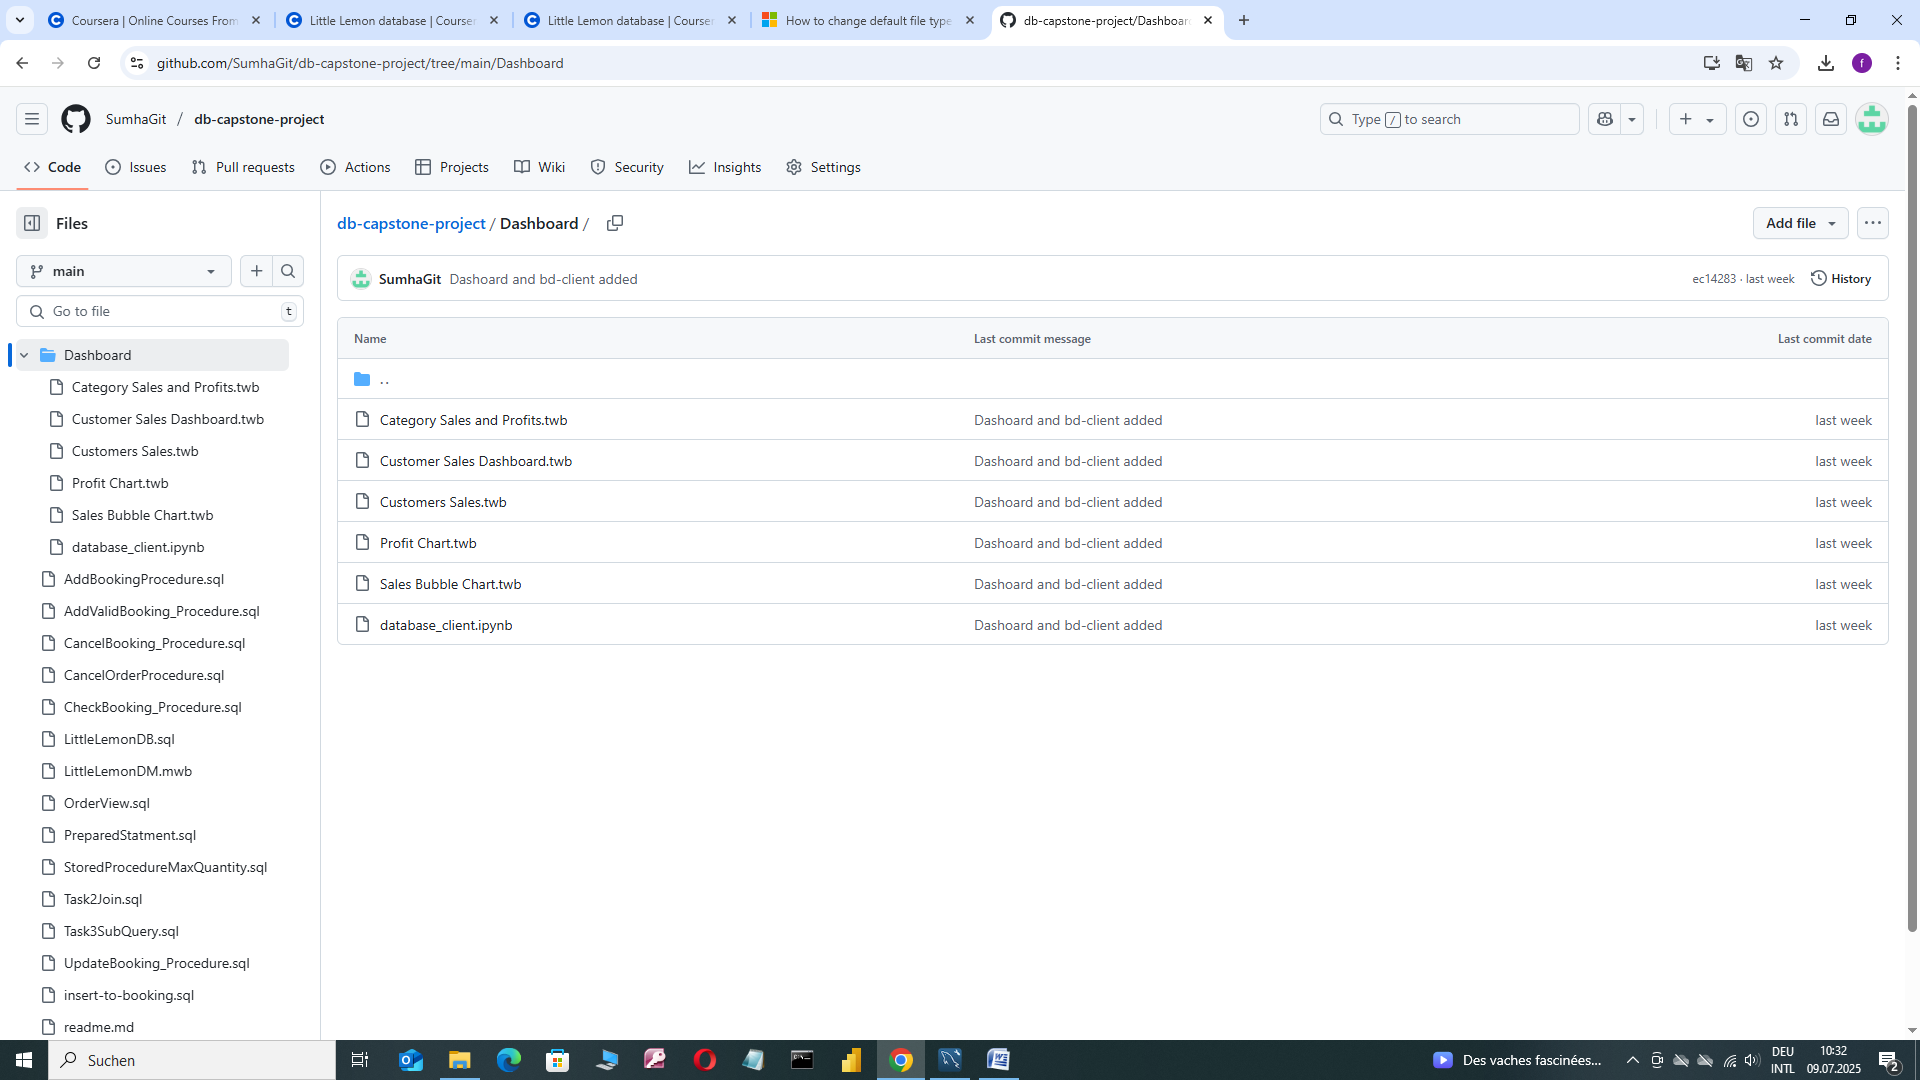 Coursera | Online Courses From
Little Lemon database | Courser
Little Lemon database | Courser
How to change default file type
db-capstone-project/Dashboard
github.com/SumhaGit/db-capstone-project/tree/main/Dashboard
f
SumhaGit / db-capstone-project
Type / to search
Code
Issues
Pull requests
Actions
Projects
Wiki
Security
Insights
Settings
Files
main
Go to file
t
Dashboard
Category Sales and Profits.twb
Customer Sales Dashboard.twb
Customers Sales.twb
Profit Chart.twb
Sales Bubble Chart.twb
database_client.ipynb
AddBookingProcedure.sql
AddValidBooking_Procedure.sql
CancelBooking_Procedure.sql
CancelOrderProcedure.sql
CheckBooking_Procedure.sql
LittleLemonDB.sql
LittleLemonDM.mwb
OrderView.sql
PreparedStatment.sql
StoredProcedureMaxQuantity.sql
Task2Join.sql
Task3SubQuery.sql
UpdateBooking_Procedure.sql
insert-to-booking.sql
readme.md
db-capstone-project / Dashboard /
Add file
SumhaGit Dashoard and bd-client added
ec14283 · last week
History
Name Last commit message Last commit date
..
Category Sales and Profits.twb Dashoard and bd-client added last week
Customer Sales Dashboard.twb Dashoard and bd-client added last week
Customers Sales.twb Dashoard and bd-client added last week
Profit Chart.twb Dashoard and bd-client added last week
Sales Bubble Chart.twb Dashoard and bd-client added last week
database_client.ipynb Dashoard and bd-client added last week
Suchen
Des vaches fascinées...
DEU
INTL
10:32
09.07.2025
2